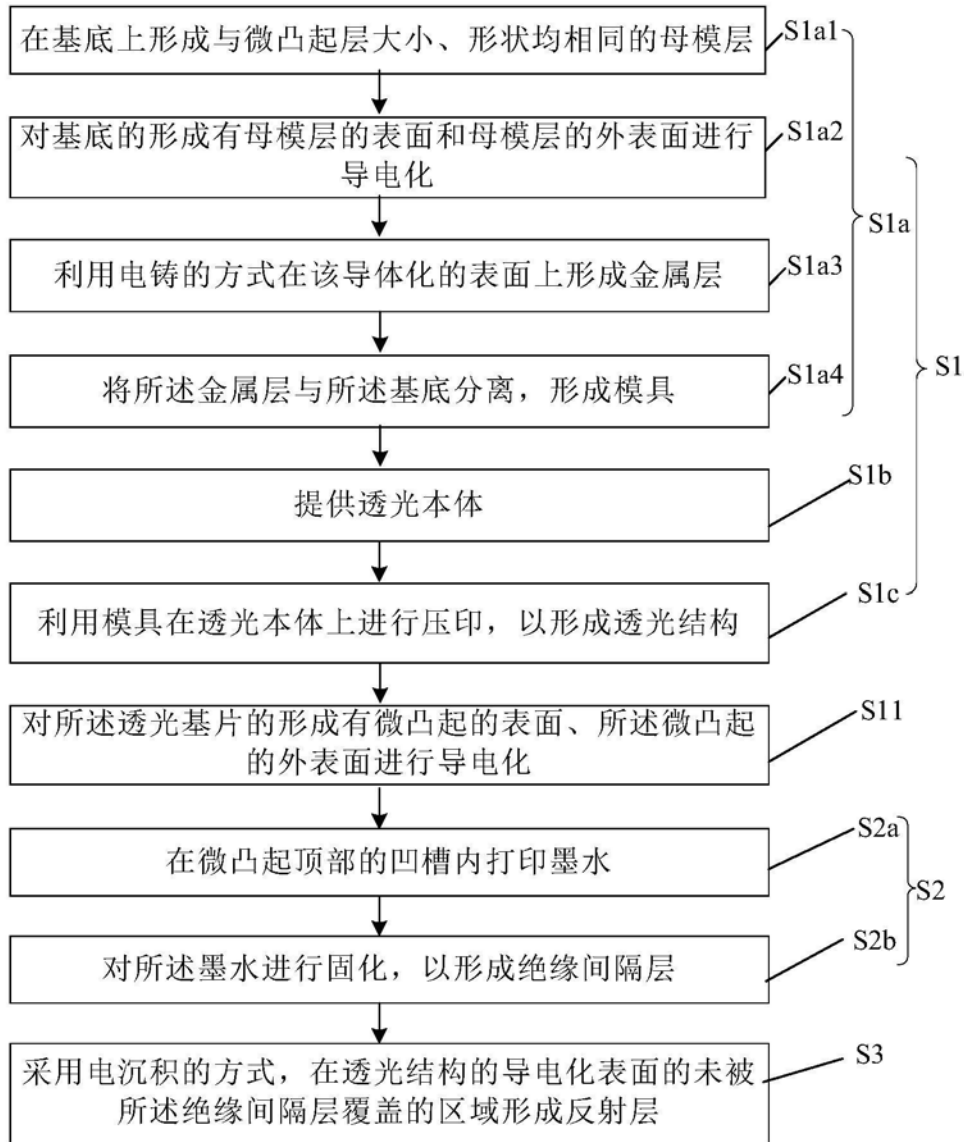 在基底上形成与微凸起层大小、形状均相同的母模层
S1a1
对基底的形成有母模层的表面和母模层的外表面进行
导电化
S1a2
S1a
利用电铸的方式在该导体化的表面上形成金属层
S1a3
将所述金属层与所述基底分离，形成模具
S1a4
S1
提供透光本体
S1b
利用模具在透光本体上进行压印，以形成透光结构
S1c
对所述透光基片的形成有微凸起的表面、所述微凸起
的外表面进行导电化
S11
在微凸起顶部的凹槽内打印墨水
S2a
S2
对所述墨水进行固化，以形成绝缘间隔层
S2b
采用电沉积的方式，在透光结构的导电化表面的未被
所述绝缘间隔层覆盖的区域形成反射层
S3